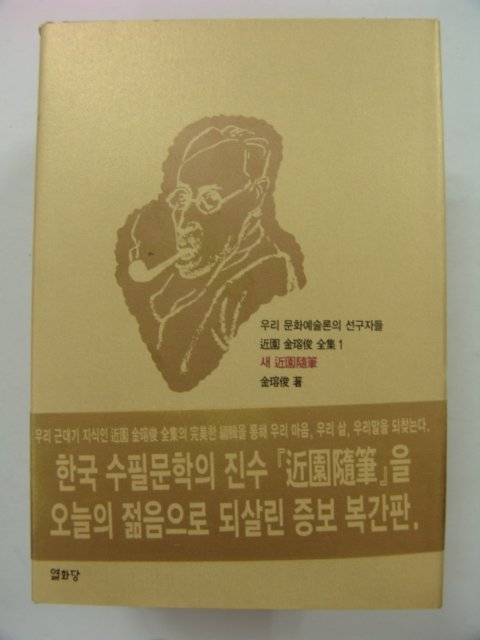 우리 문화예술론의 선구자들
近園 金瑢俊 全集 1
새 近園隨筆
金瑢俊 著
우리 근대기 지식인 近園 金瑢俊 全集의 完美한 編輯을 통해 우리 마음, 우리 삶, 우리말을 되찾는다.
한국 수필문학의 진수 『近園隨筆』을
오늘의 젊음으로 되살린 증보 복간판.
열화당